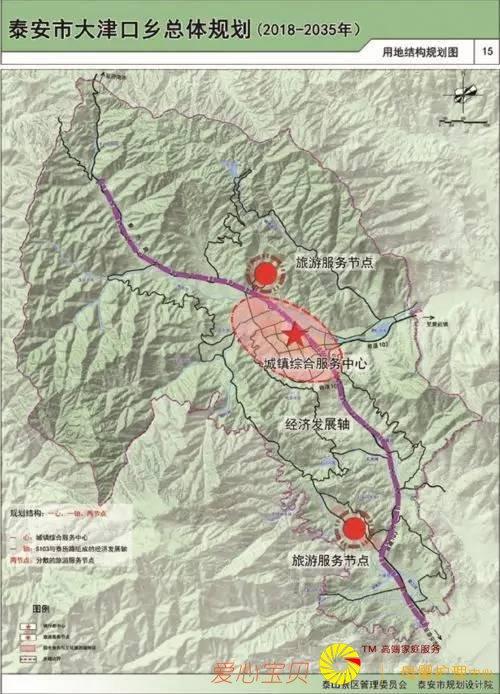 泰安市大津口乡总体规划(2018-2035年)
用地结构规划图
15
旅游服务节点
城镇综合服务中心
经济发展轴
旅游服务节点
规划结构：一心、一轴、两节点
一 心：城镇综合服务中心
一 轴：S103与泰历路组成的经济发展轴
两节点：分散的旅游服务节点
图例
TM 高端家庭服务
爱心宝贝
泰山景区管理委员会 泰安市规划设计院